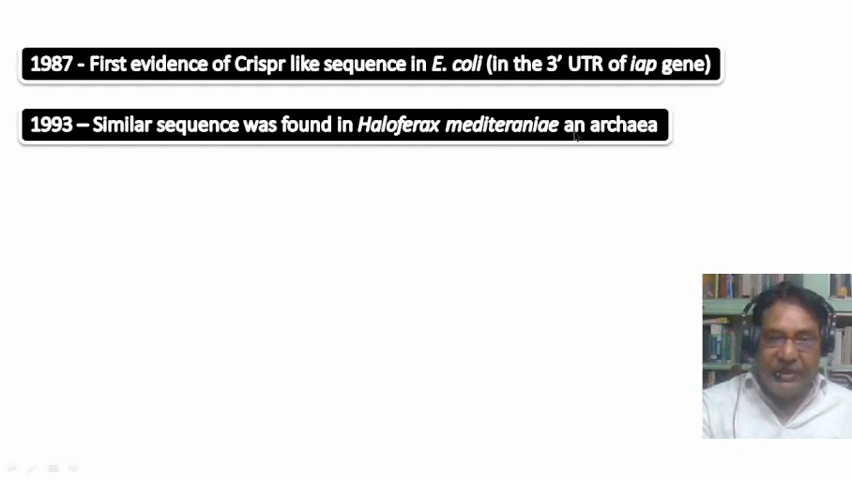 1987 - First evidence of Crispr like sequence in E. coli (in the 3’ UTR of iap gene)
1993 – Similar sequence was found in Haloferax mediteraniae an archaea